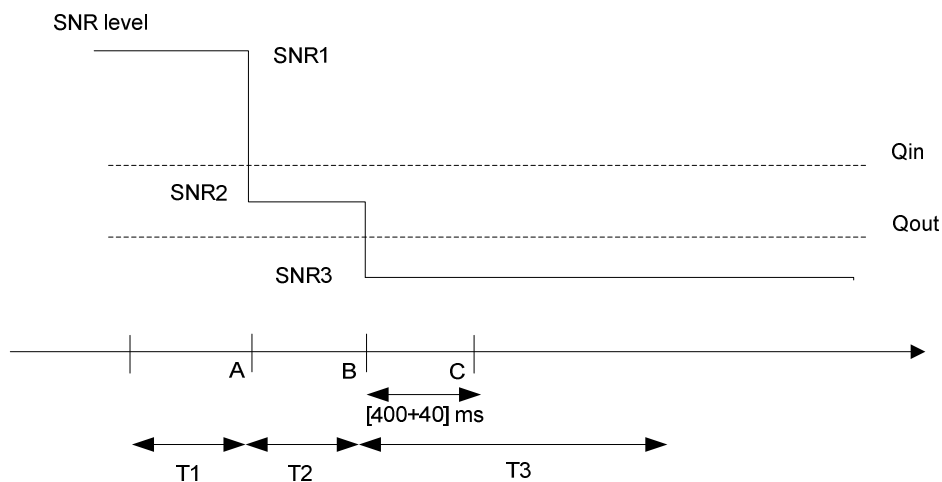 SNR level
SNR1
Qin
SNR2
Qout
SNR3
A
B
C
[400+40] ms
T1
T2
T3